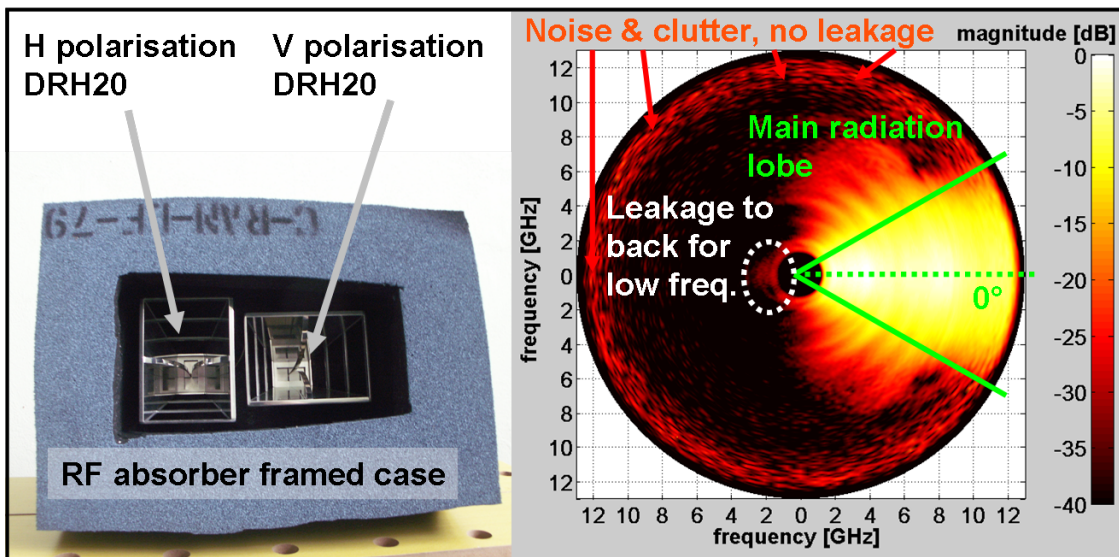 H polarisation
DRH20
V polarisation
DRH20
C-RAM-LF-79
RF absorber framed case
Noise & clutter, no leakage
magnitude [dB]
Main radiation
lobe
Leakage to
back for
low freq.
0°
frequency [GHz]
12
10
8
6
4
2
0
2
4
6
8
10
12
12 10 8 6 4 2 0 2 4 6 8 10 12
frequency [GHz]
0
-5
-10
-15
-20
-25
-30
-35
-40